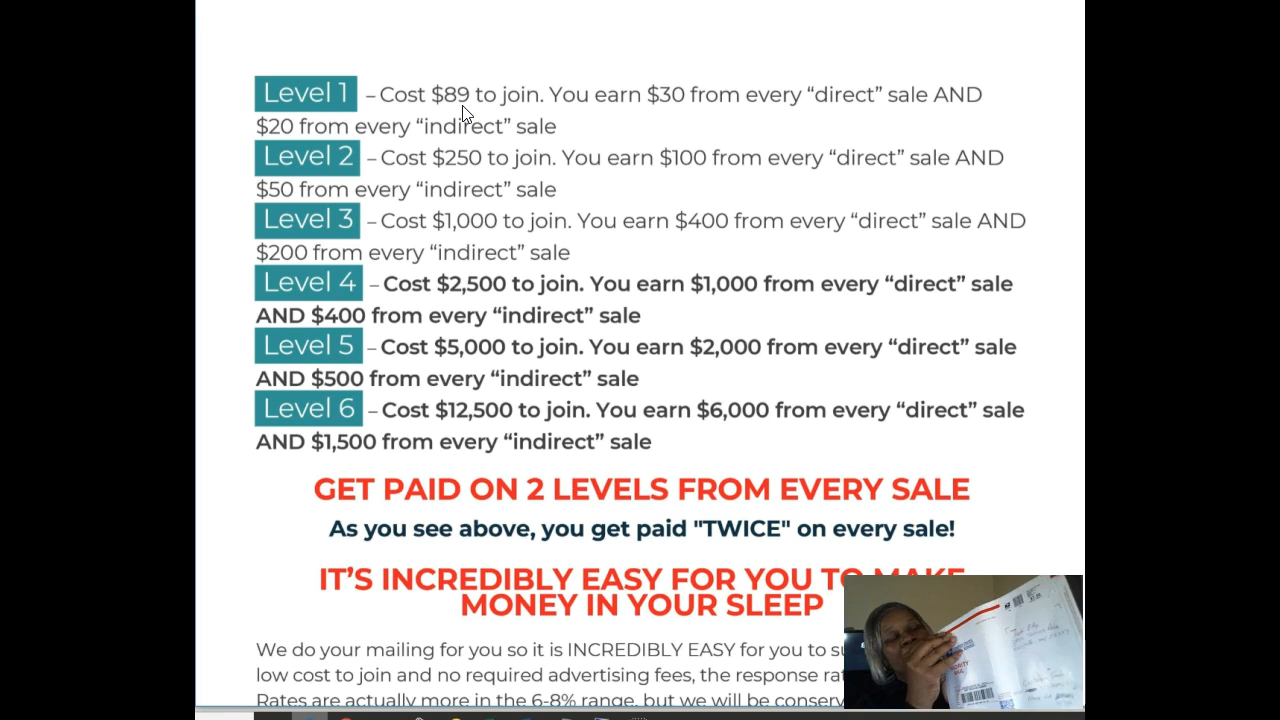 Level 1 – Cost $89 to join. You earn $30 from every “direct” sale AND
$20 from every “indirect” sale
Level 2 – Cost $250 to join. You earn $100 from every “direct” sale AND
$50 from every “indirect” sale
Level 3 – Cost $1,000 to join. You earn $400 from every “direct” sale AND
$200 from every “indirect” sale
Level 4 – Cost $2,500 to join. You earn $1,000 from every “direct” sale
AND $400 from every “indirect” sale
Level 5 – Cost $5,000 to join. You earn $2,000 from every “direct” sale
AND $500 from every “indirect” sale
Level 6 – Cost $12,500 to join. You earn $6,000 from every “direct” sale
AND $1,500 from every “indirect” sale
GET PAID ON 2 LEVELS FROM EVERY SALE
As you see above, you get paid "TWICE" on every sale!
IT’S INCREDIBLY EASY FOR YOU TO MAKE
MONEY IN YOUR SLEEP
We do your mailing for you so it is INCREDIBLY EASY for you to
low cost to join and no required advertising fees, the response
Rates are actually more in the 6-8% range, but we will be